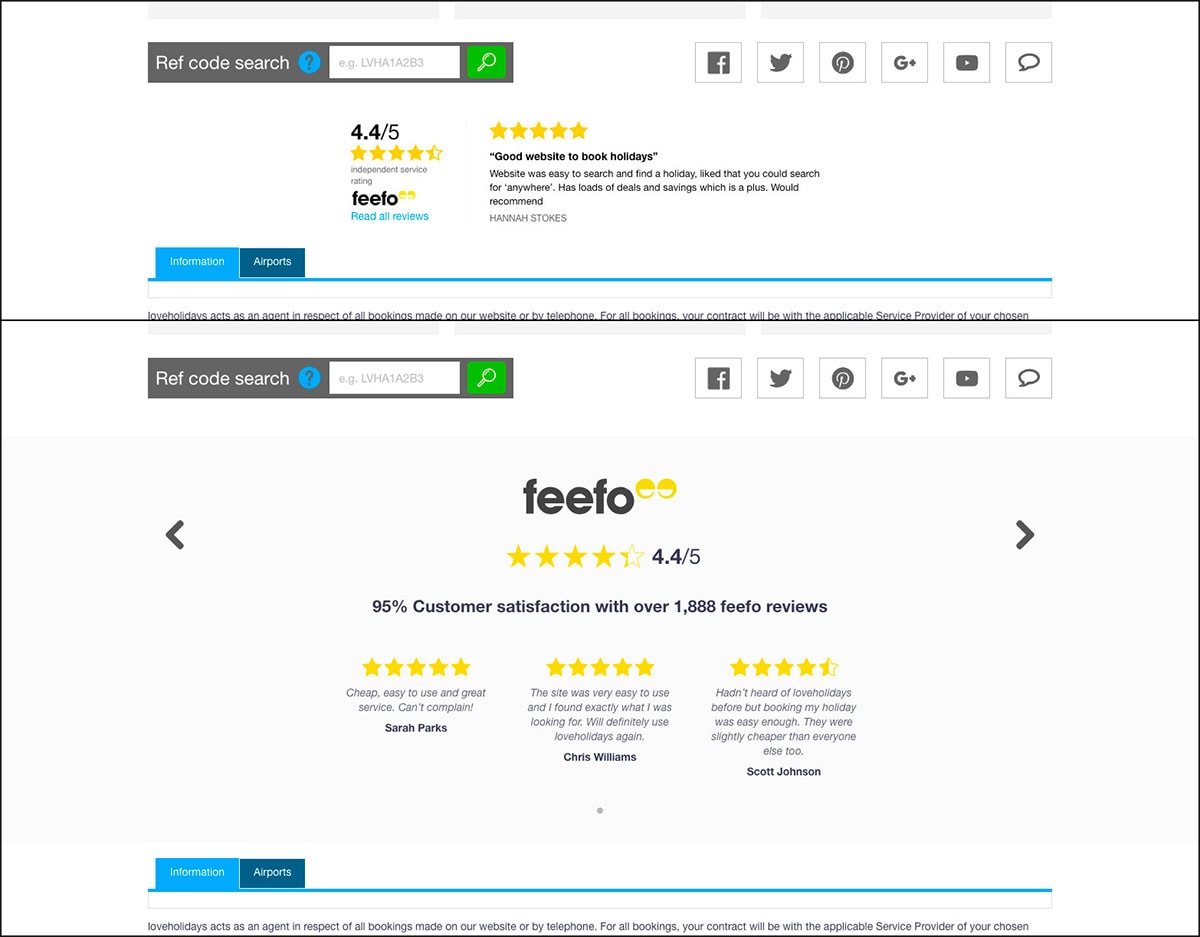 Ref code search ? e.g. LVHA1A2B3
G+
4.4/5
independent service
rating
feefo
Read all reviews
“Good website to book holidays”
Website was easy to search and find a holiday, liked that you could search
for ‘anywhere’. Has loads of deals and savings which is a plus. Would
recommend
HANNAH STOKES
Information
Airports
loveholidays acts as an agent in respect of all bookings made on our website or by telephone. For all bookings, your contract will be with the applicable Service Provider of your chosen
Ref code search ? e.g. LVHA1A2B3
G+
feefo
4.4/5
95% Customer satisfaction with over 1,888 feefo reviews
Cheap, easy to use and great
service. Can’t complain!
Sarah Parks
The site was very easy to use
and I found exactly what I was
looking for. Will definitely use
loveholidays again.
Chris Williams
Hadn’t heard of loveholidays
before but booking my holiday
was easy enough. They were
slightly cheaper than everyone
else too.
Scott Johnson
Information
Airports
loveholidays acts as an agent in respect of all bookings made on our website or by telephone. For all bookings, your contract will be with the applicable Service Provider of your chosen